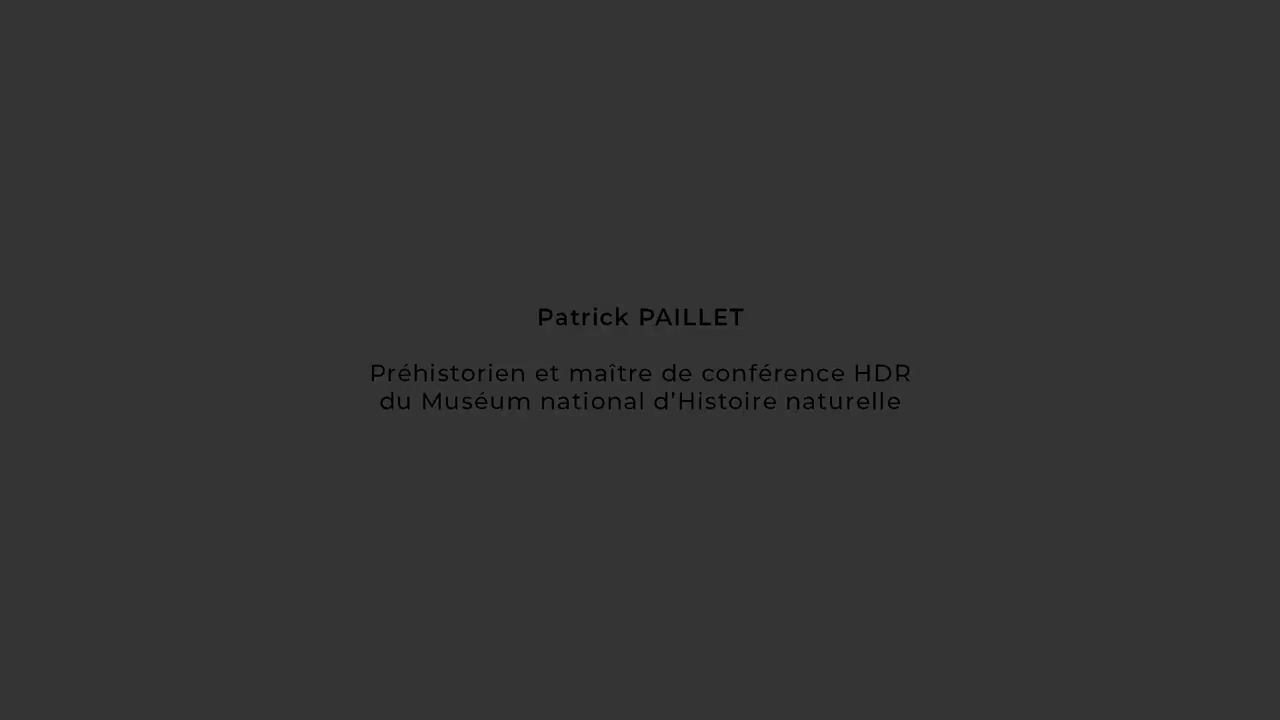 Patrick PAILLET
Préhistorien et maître de conférence HDR
du Muséum national d'Histoire naturelle